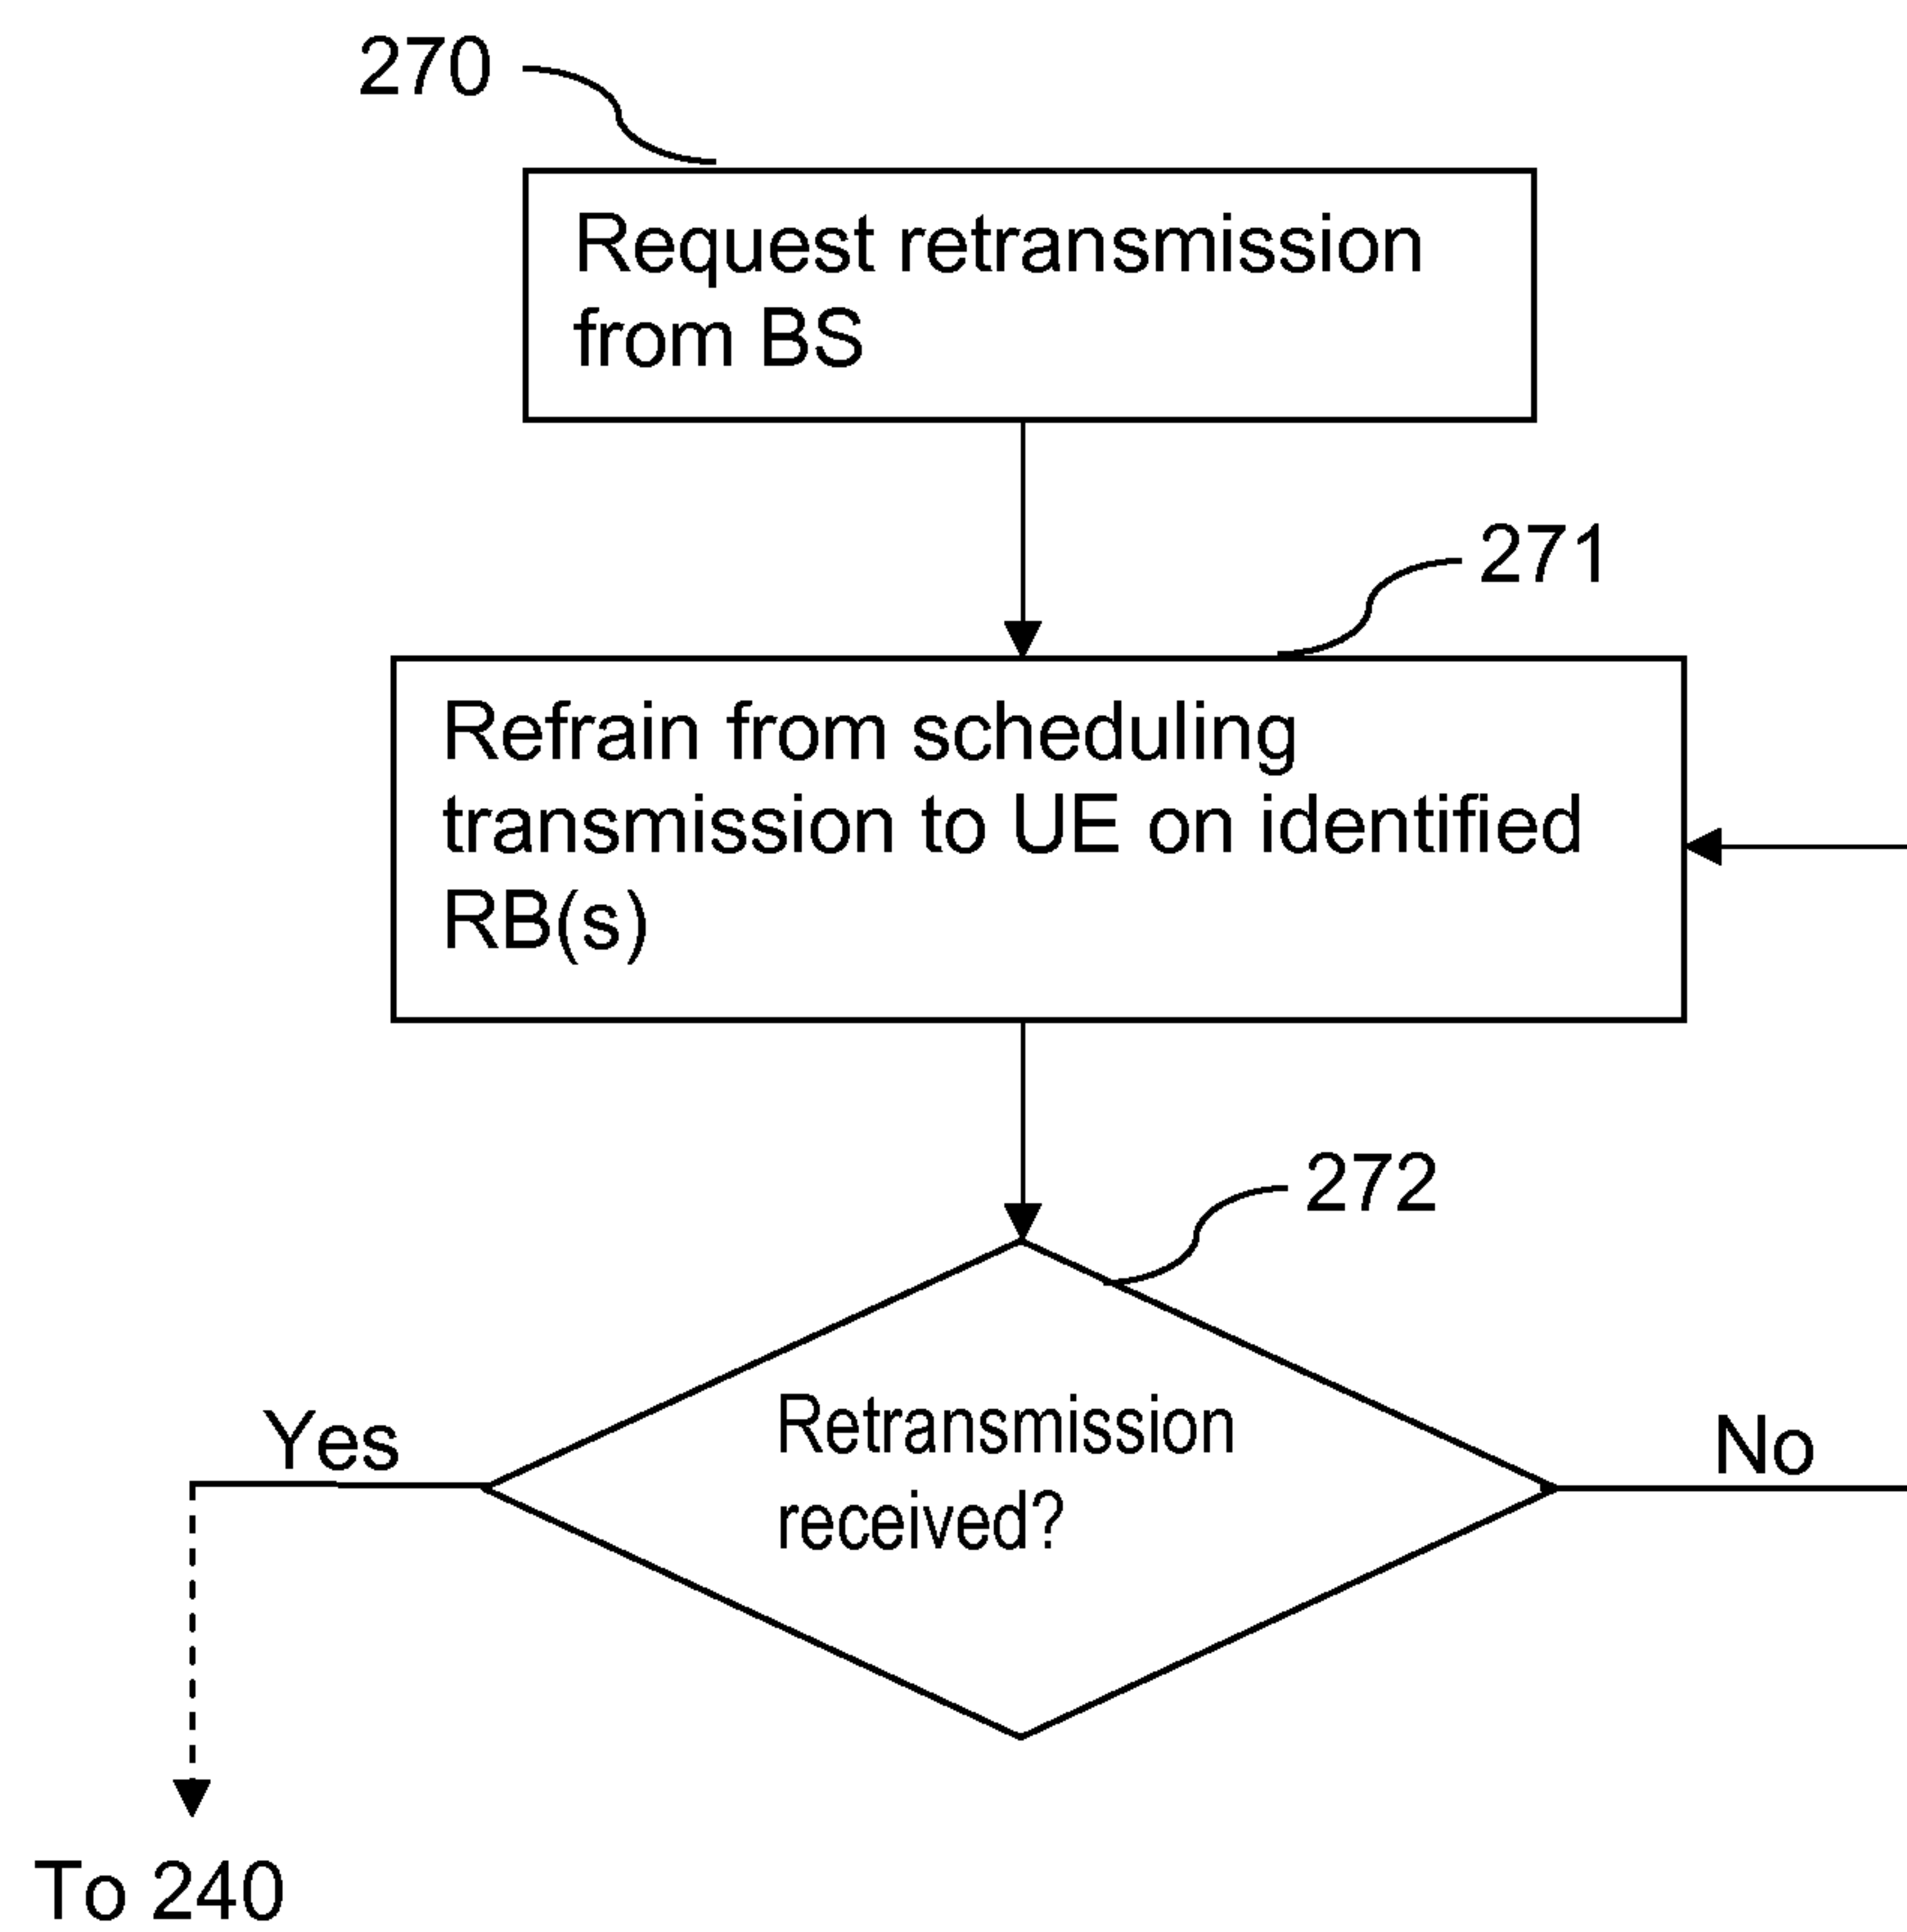 270
Request retransmission
from BS
271
Refrain from scheduling
transmission to UE on identified
RB(s)
272
Retransmission
received?
Yes
No
To 240